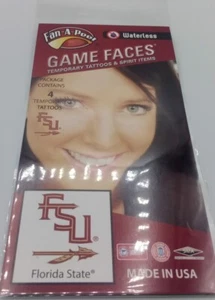 Fan-A-Peel
Waterless
GAME FACES®
TEMPORARY TATTOOS & SPIRIT ITEMS
PACKAGE CONTAINS
4
TEMPORARY
TATTOOS
FSU
FSU
Florida State®
MADE IN USA